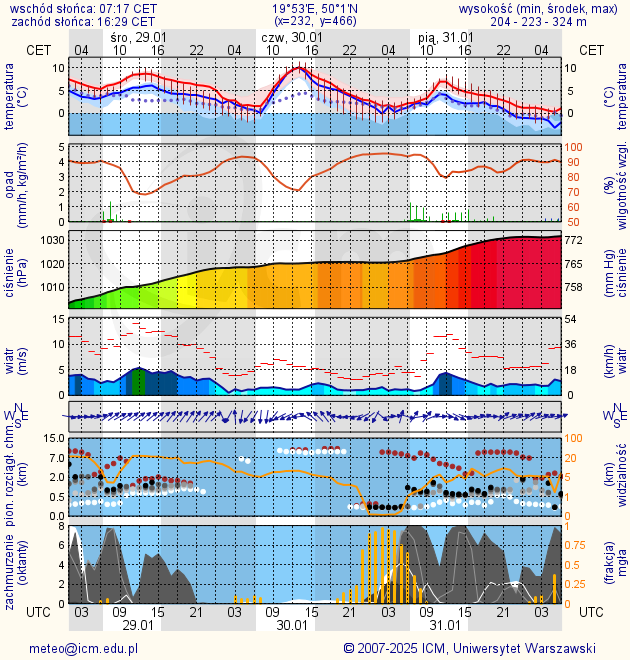 wschód słońca: 07:17 CET 19°53'E, 50°1'N wysokość (min, środek, max)
zachód słońca: 16:29 CET (x=232, y=466) 204 - 223 - 324 m
śro, 29.01 czw, 30.01 pią, 31.01
CET 04 10 16 22 04 10 16 22 04 10 16 22 04 CET
temperatura (°C)
10 5 0
10 5 0
temperatura (°C)
opad (mm/h, kg/m²/h)
5 4 3 2 1 0
100 90 80 70 60 50
(%) wilgotność wzgl.
ciśnienie (hPa)
1030 1020 1010
772 765 758
(mm Hg) ciśnienie
wiatr (m/s)
15 10 5 0
54 36 18 0
(km/h) wiatr
N W E S
N W E S
pion. rozciągł. chm. (km)
15.0 7.0 2.0 0.5 0.0
100 20 5 1 0
(km) widzialność
zachmurzenie (oktanty)
8 6 4 2 0
1 0.75 0.5 0.25 0
(frakcja) mgła
UTC 03 09 15 21 03 09 15 21 03 09 15 21 03 UTC
29.01 30.01 31.01
meteo@icm.edu.pl © 2007-2025 ICM, Uniwersytet Warszawski